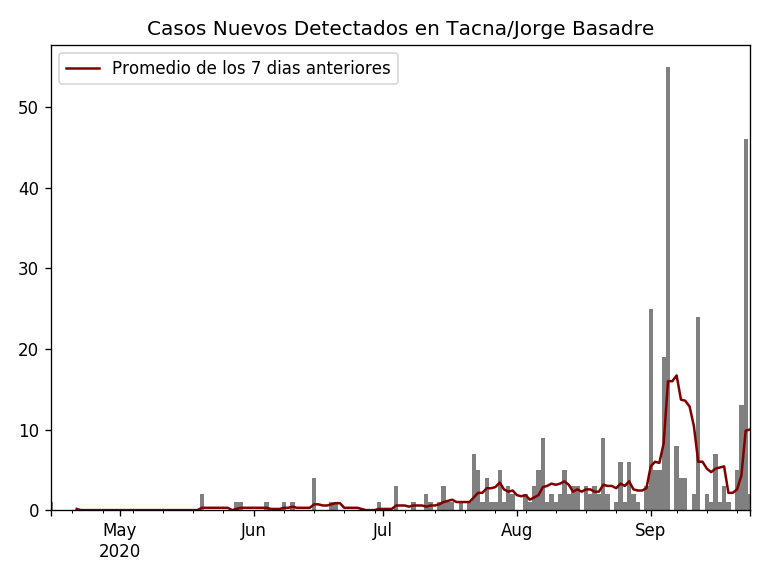 Casos Nuevos Detectados en Tacna/Jorge Basadre
Promedio de los 7 dias anteriores
50
40
30
20
10
0
May Jun Jul Aug Sep
2020